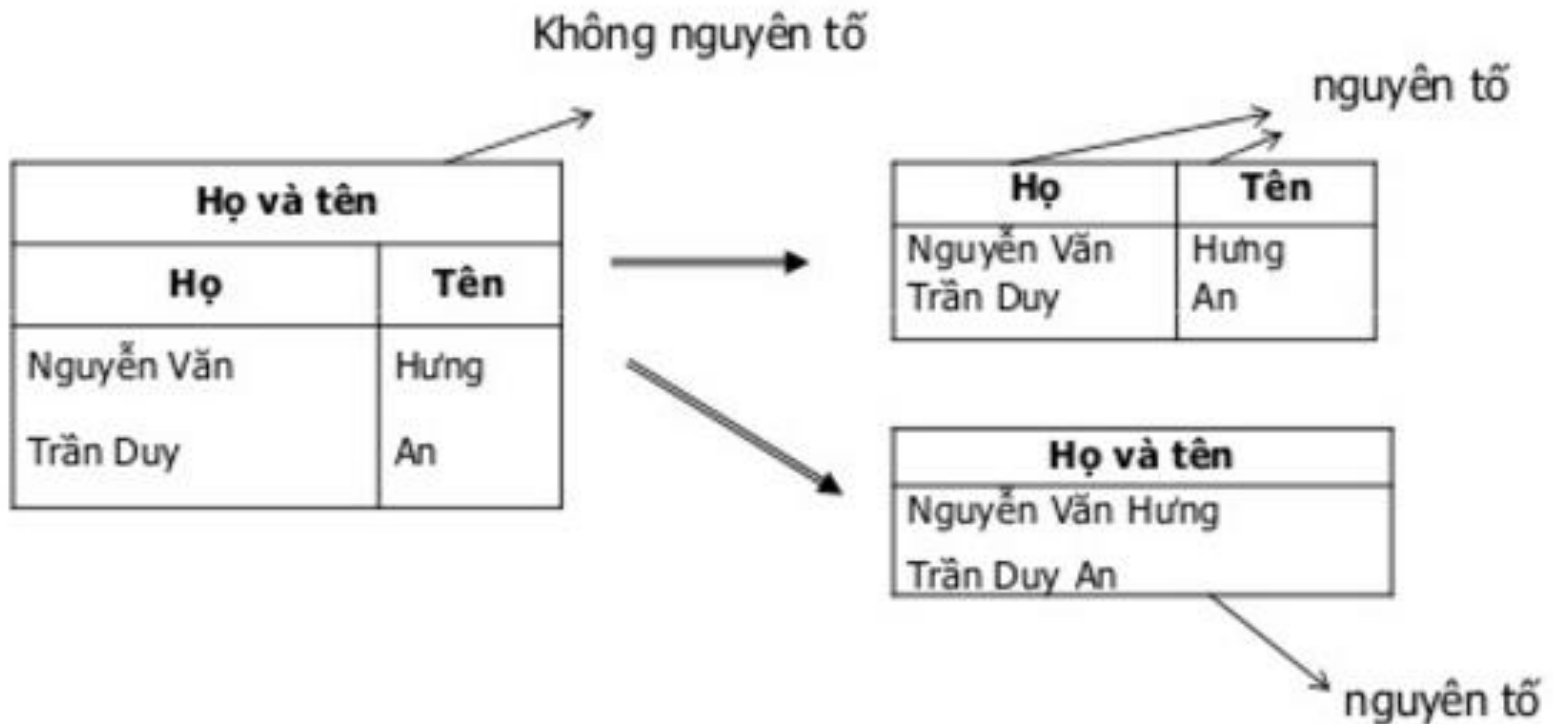 Không nguyên tố
nguyên tố
Họ và tên
Họ Tên
Nguyễn Văn Hưng
Trần Duy An
Họ Tên
Nguyễn Văn Hưng
Trần Duy An
Họ và tên
Nguyễn Văn Hưng
Trần Duy An
nguyên tố